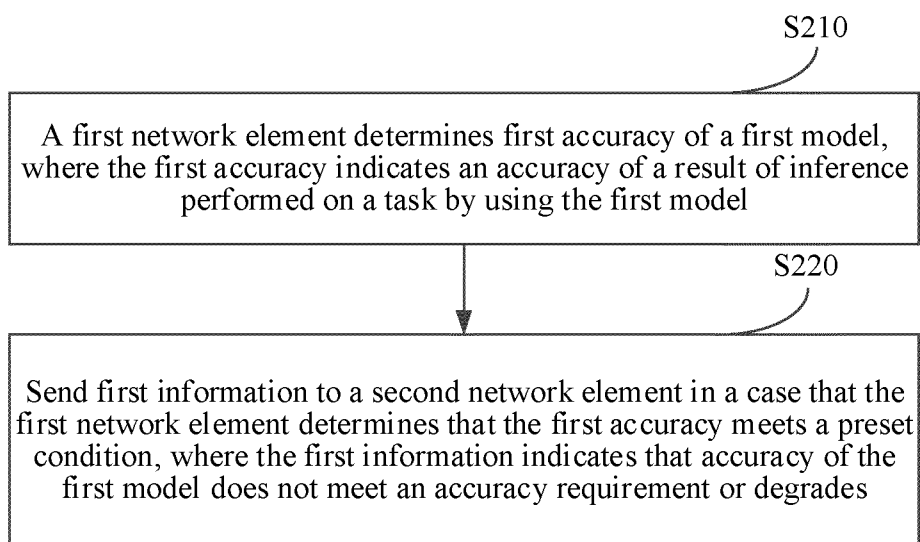 S210
A first network element determines first accuracy of a first model,
where the first accuracy indicates an accuracy of a result of inference
performed on a task by using the first model
S220
Send first information to a second network element in a case that the
first network element determines that the first accuracy meets a preset
condition, where the first information indicates that accuracy of the
first model does not meet an accuracy requirement or degrades